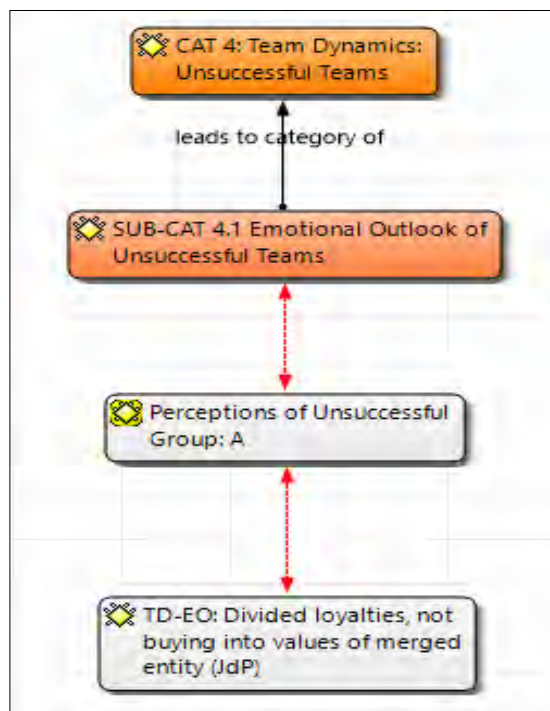 CAT 4: Team Dynamics:
Unsuccessful Teams
leads to category of
SUB-CAT 4.1 Emotional Outlook of
Unsuccessful Teams
Perceptions of Unsuccessful
Group: A
TD-EO: Divided loyalties, not
buying into values of merged
entity (JdP)